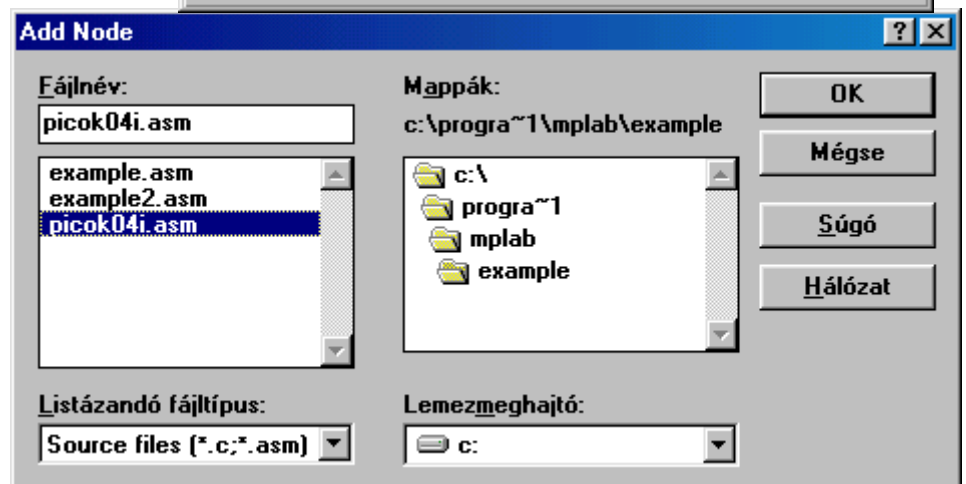 Add Node
Fájlnév:
picok04i.asm
example.asm
example2.asm
picok04i.asm
Listázandó fájltípus:
Source files (*.c;*.asm)
Mappák:
c:\progra~1\mplab\example
c:\
progra~1
mplab
example
Lemezmeghajtó:
c:
OK
Mégse
Súgó
Hálózat